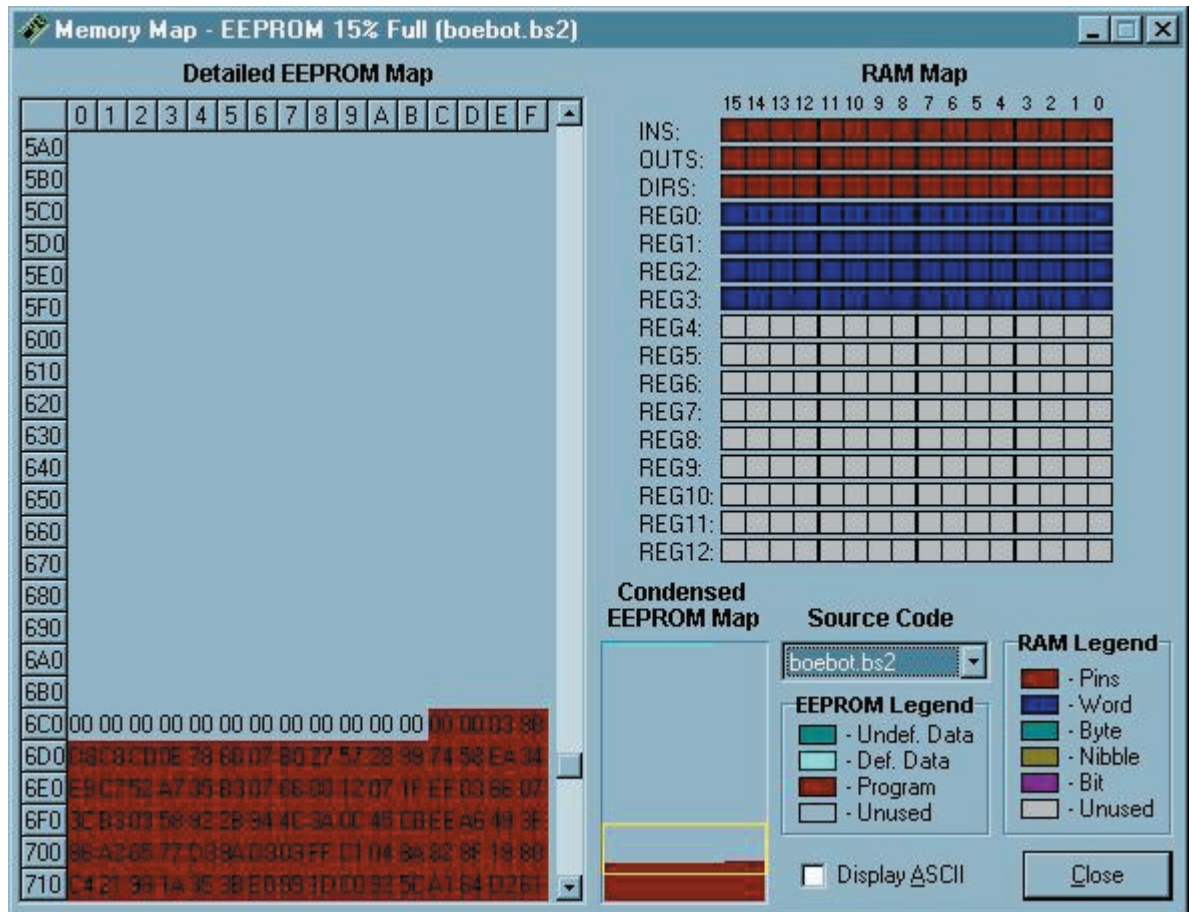 Memory Map - EEPROM 15% Full (boebot.bs2)
Detailed EEPROM Map
0 1 2 3 4 5 6 7 8 9 A B C D E F
5A0
5B0
5C0
5D0
5E0
5F0
600
610
620
630
640
650
660
670
680
690
6A0
6B0
6C0 00 00 00 00 00 00 00 00 00 00 00 00 00 00 03 9B
6D0
6E0
6F0
700
710
RAM Map
15 14 13 12 11 10 9 8 7 6 5 4 3 2 1 0
INS:
OUTS:
DIRS:
REG0:
REG1:
REG2:
REG3:
REG4:
REG5:
REG6:
REG7:
REG8:
REG9:
REG10:
REG11:
REG12:
Condensed
EEPROM Map
Source Code
boebot.bs2
EEPROM Legend
- Undef. Data
- Def. Data
- Program
- Unused
RAM Legend
- Pins
- Word
- Byte
- Nibble
- Bit
- Unused
Display ASCII
Close